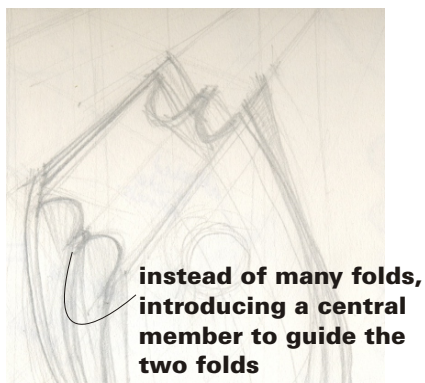 instead of many folds,
introducing a central
member to guide the
two folds